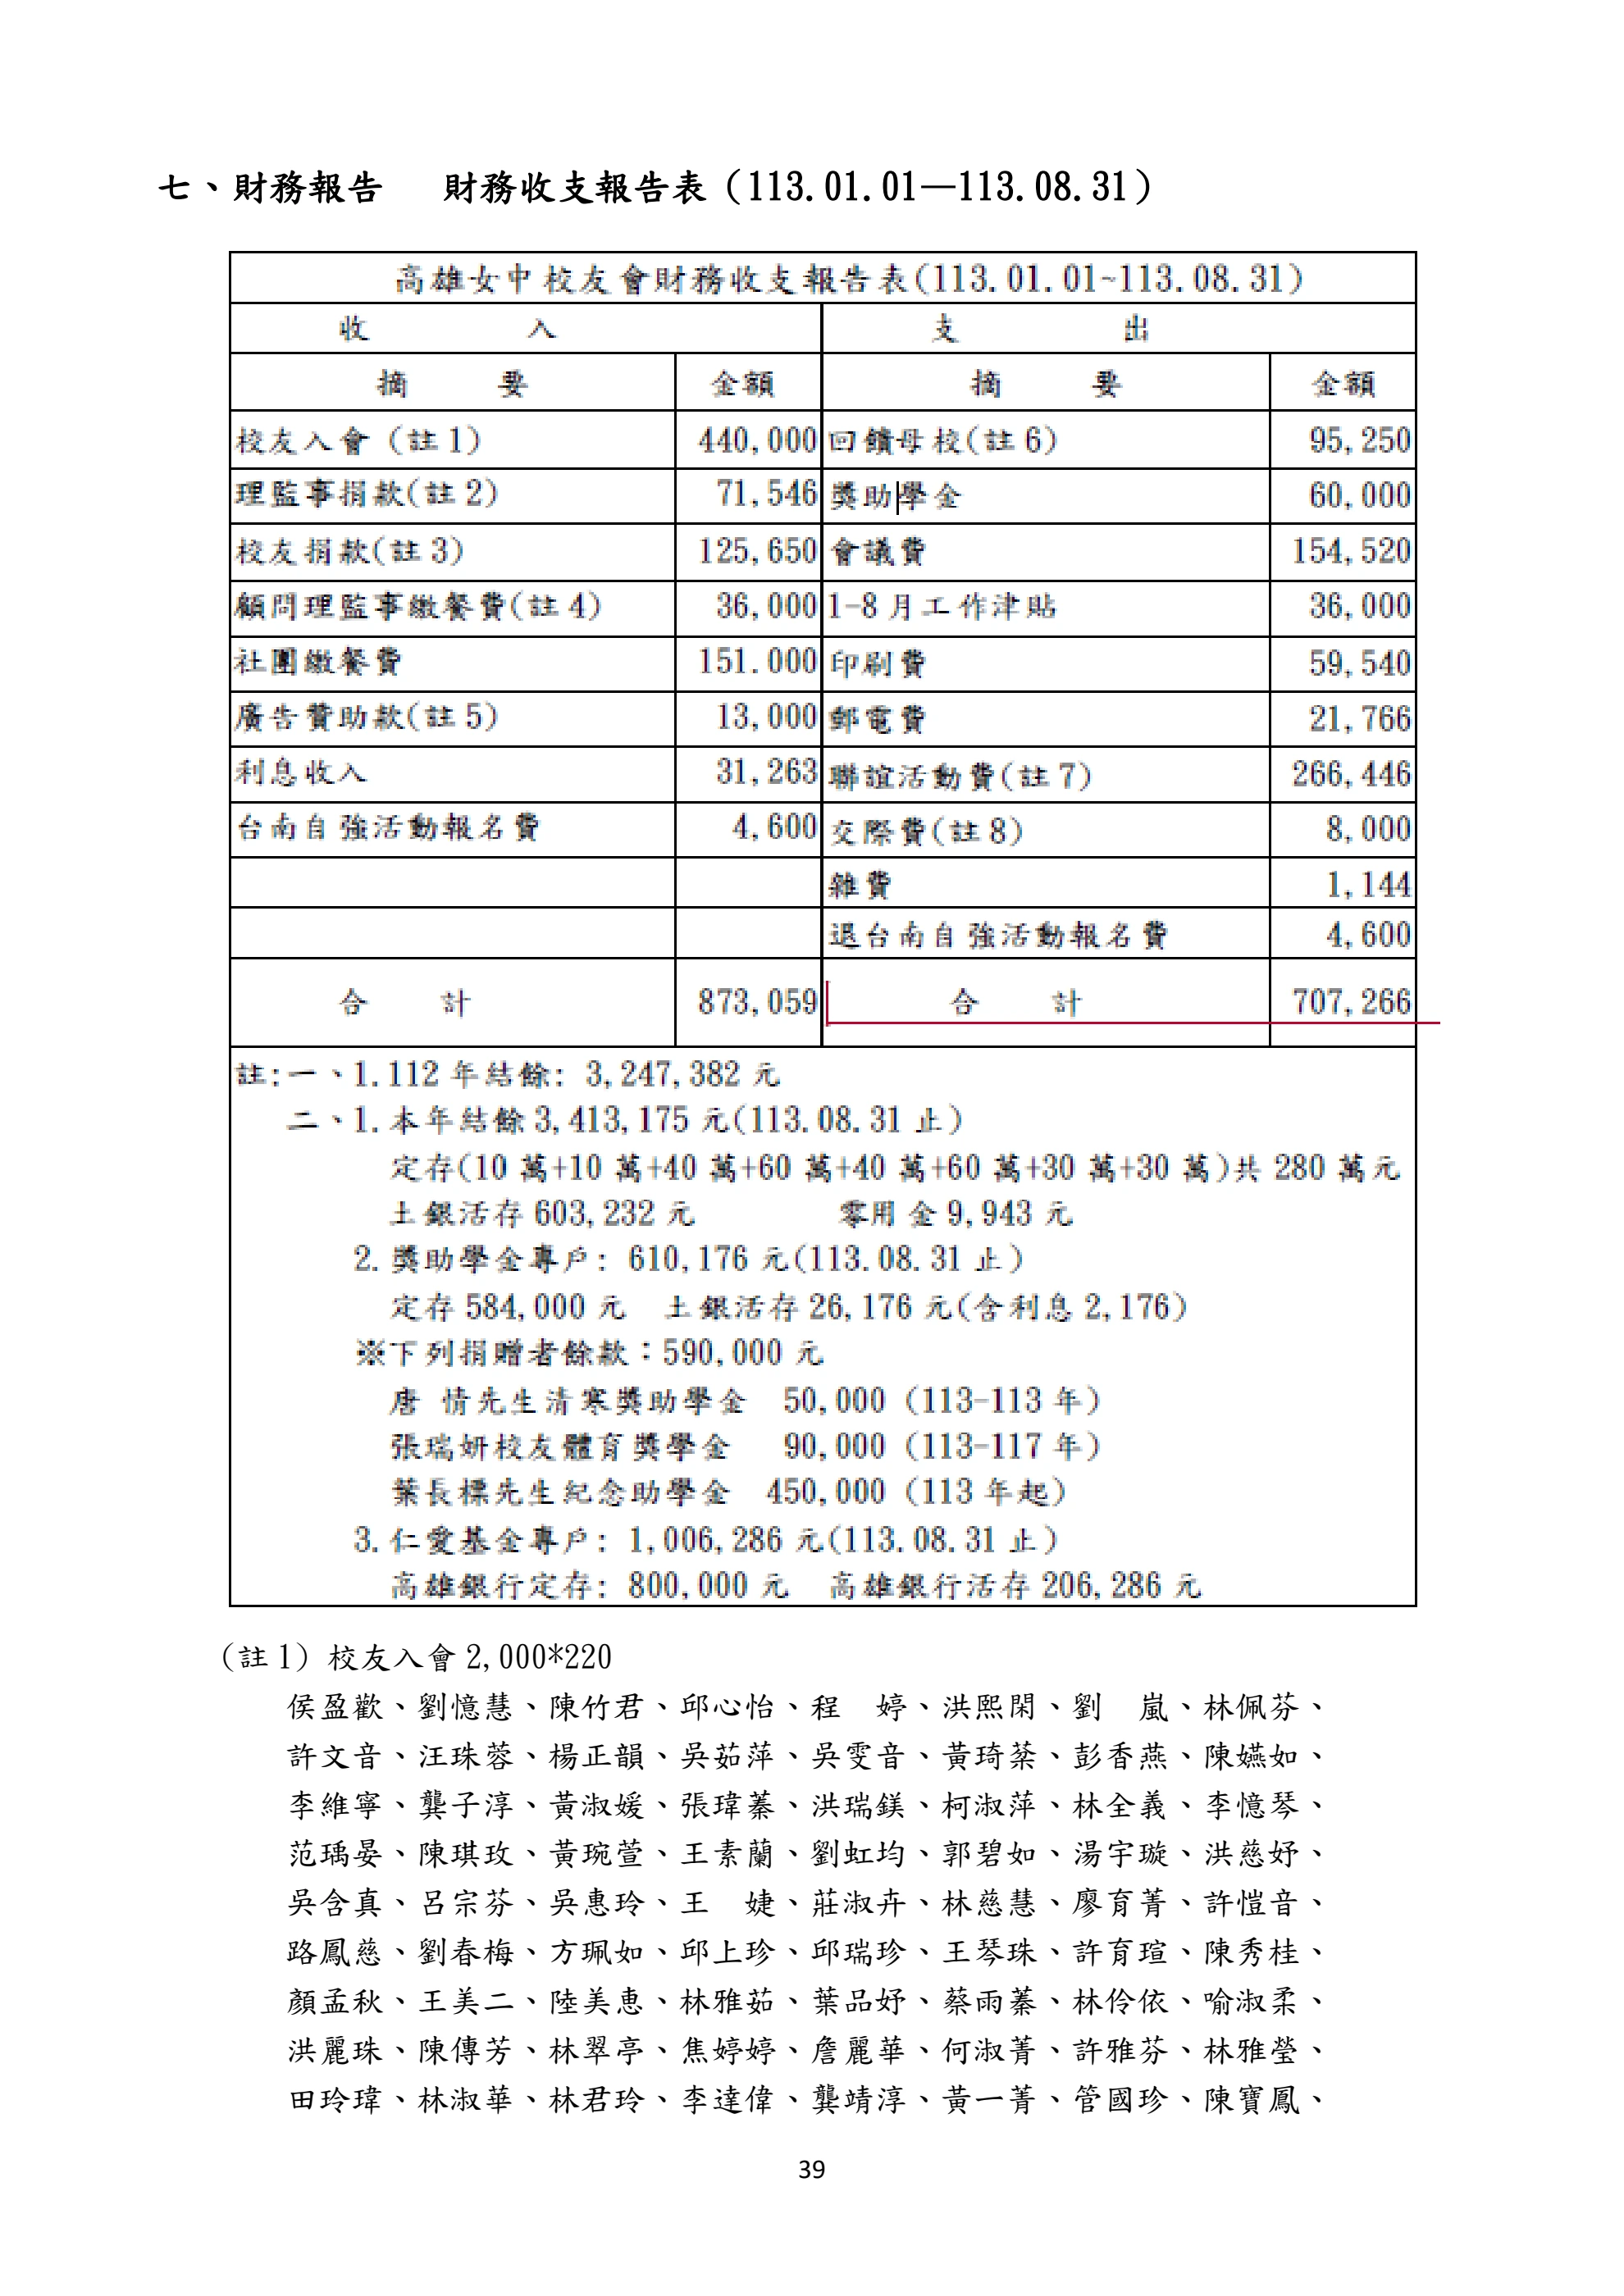 七、財務報告　財務收支報告表（113.01.01—113.08.31）
高雄女中校友會財務收支報告表(113.01.01~113.08.31)
收　入　支　出
摘　要　金額　摘　要　金額
校友入會（註1） 440,000 回饋母校(註6) 95,250
理監事捐款(註2) 71,546 獎助學金 60,000
校友捐款(註3) 125,650 會議費 154,520
顧問理監事繳餐費(註4) 36,000 1-8月工作津貼 36,000
社團繳餐費 151.000 印刷費 59,540
廣告贊助款(註5) 13,000 郵電費 21,766
利息收入 31,263 聯誼活動費(註7) 266,446
台南自強活動報名費 4,600 交際費(註8) 8,000
雜費 1,144
退台南自強活動報名費 4,600
合　計 873,059 合　計 707,266
註:一、1.112年結餘: 3,247,382元
二、1.本年結餘3,413,175元(113.08.31止)
定存(10萬+10萬+40萬+60萬+40萬+60萬+30萬+30萬)共280萬元
土銀活存603,232元　零用金9,943元
2.獎助學金專戶: 610,176元(113.08.31止)
定存584,000元　土銀活存26,176元(含利息2,176)
※下列捐贈者餘款：590,000元
唐　情先生清寒獎助學金　50,000（113-113年）
張瑞妍校友體育獎學金　90,000（113-117年）
葉長標先生紀念助學金　450,000（113年起）
3.仁愛基金專戶: 1,006,286元(113.08.31止)
高雄銀行定存: 800,000元　高雄銀行活存206,286元
（註1）校友入會2,000*220
侯盈歡、劉憶慧、陳竹君、邱心怡、程　婷、洪熙閑、劉　嵐、林佩芬、
許文音、汪珠蓉、楊正韻、吳茹萍、吳雯音、黃琦棻、彭香燕、陳嬿如、
李維寧、龔子淳、黃淑媛、張瑋蓁、洪瑞鎂、柯淑萍、林全義、李憶琴、
范瑀晏、陳琪玫、黃琬萱、王素蘭、劉虹均、郭碧如、湯宇璇、洪慈妤、
吳含真、呂宗芬、吳惠玲、王　婕、莊淑卉、林慈慧、廖育菁、許愷音、
路鳳慈、劉春梅、方珮如、邱上珍、邱瑞珍、王琴珠、許育瑄、陳秀桂、
顏孟秋、王美二、陸美惠、林雅茹、葉品妤、蔡雨蓁、林伶依、喻淑柔、
洪麗珠、陳傳芳、林翠亭、焦婷婷、詹麗華、何淑菁、許雅芬、林雅瑩、
田玲瑋、林淑華、林君玲、李達偉、龔靖淳、黃一菁、管國珍、陳寶鳳、
39